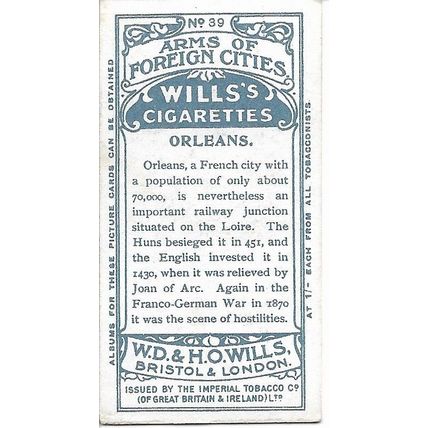 No 39
ARMS OF
FOREIGN CITIES.
WILLS'S
CIGARETTES
ORLEANS.
Orleans, a French city with
a population of only about
70,000, is nevertheless an
important railway junction
situated on the Loire. The
Huns besieged it in 451, and
the English invested it in
1430, when it was relieved by
Joan of Arc. Again in the
Franco-German War in 1870
it was the scene of hostilities.
W.D. & H.O. WILLS,
BRISTOL & LONDON.
ISSUED BY THE IMPERIAL TOBACCO Co
(OF GREAT BRITAIN & IRELAND) LTD
ALBUMS FOR THESE PICTURE CARDS CAN BE OBTAINED
AT 1/- EACH FROM ALL TOBACCONISTS.